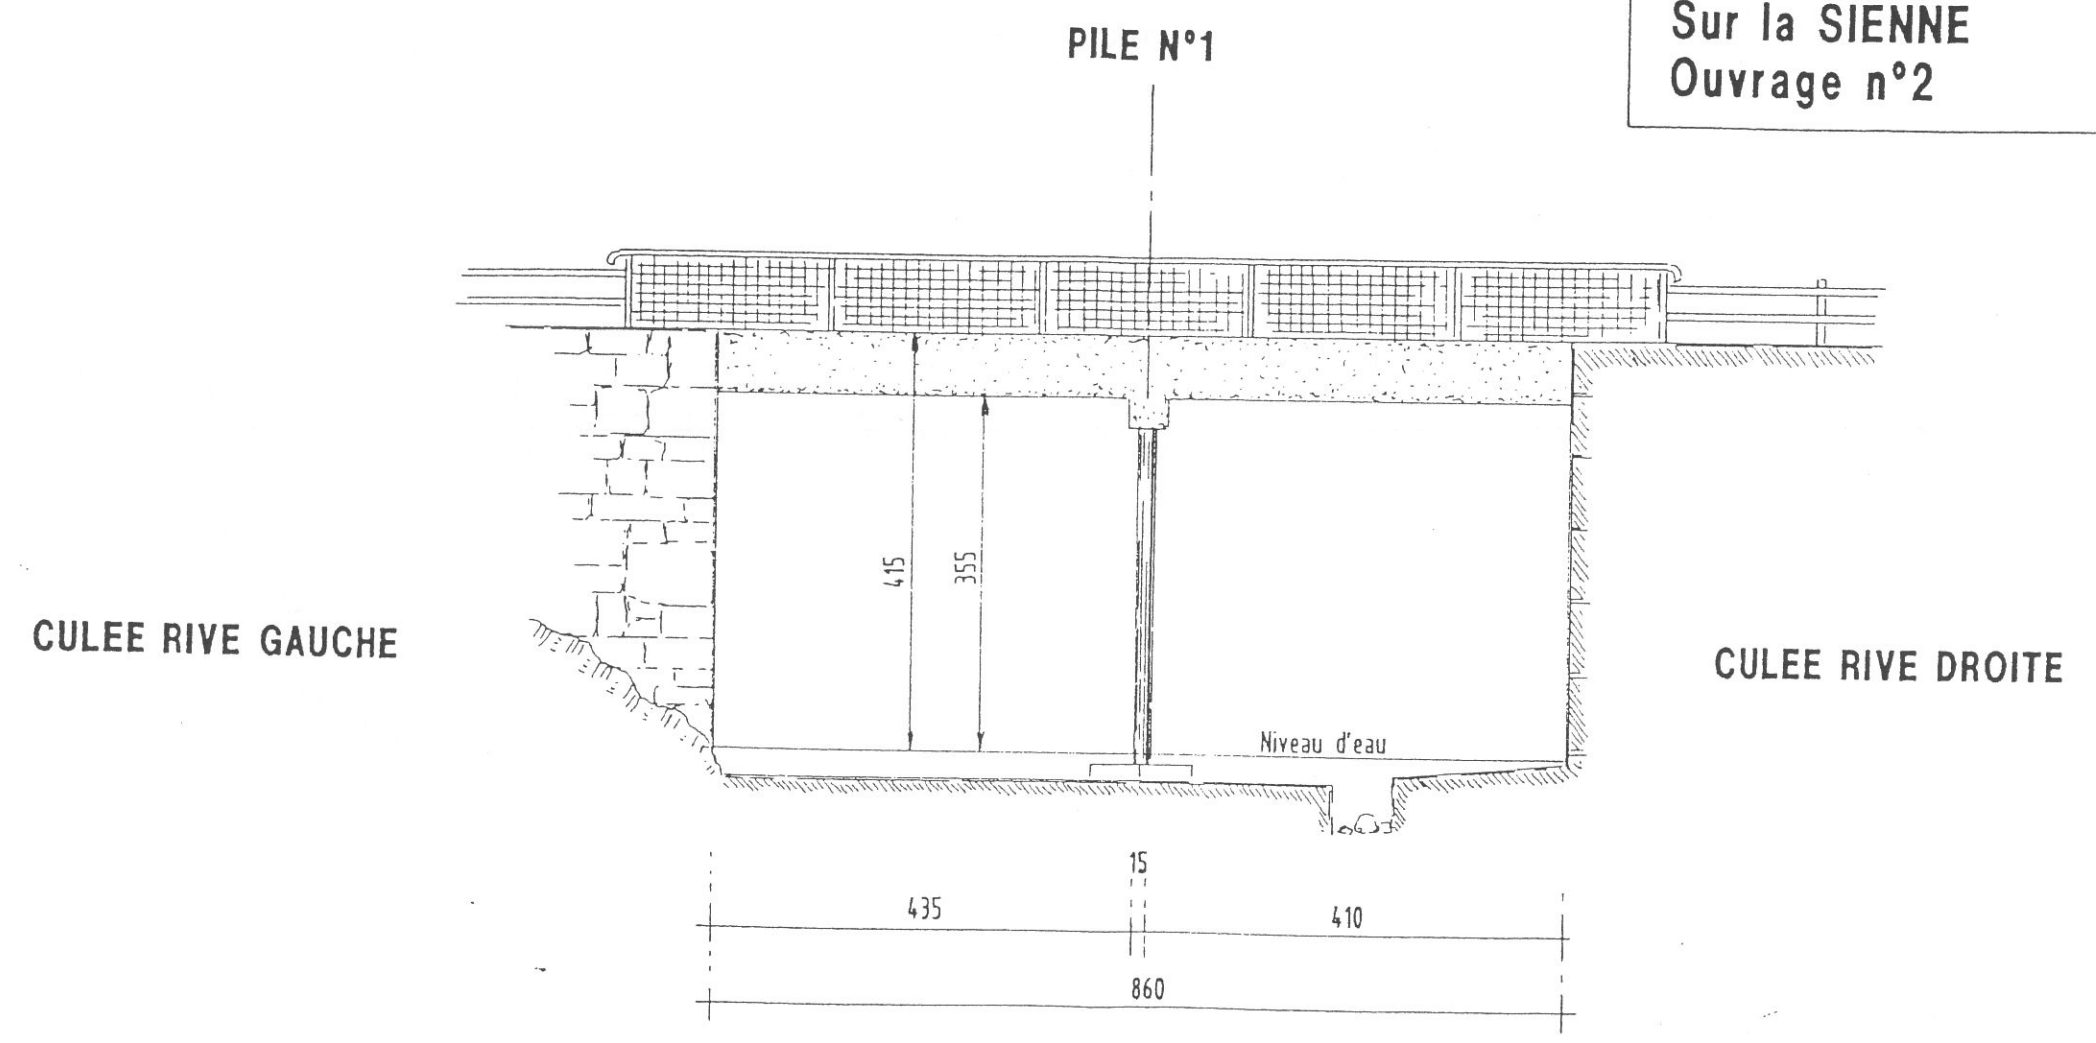 Sur la SIENNE
Ouvrage n°2
PILE N°1
415
355
CULEE RIVE GAUCHE
CULEE RIVE DROITE
Niveau d'eau
15
435
410
860